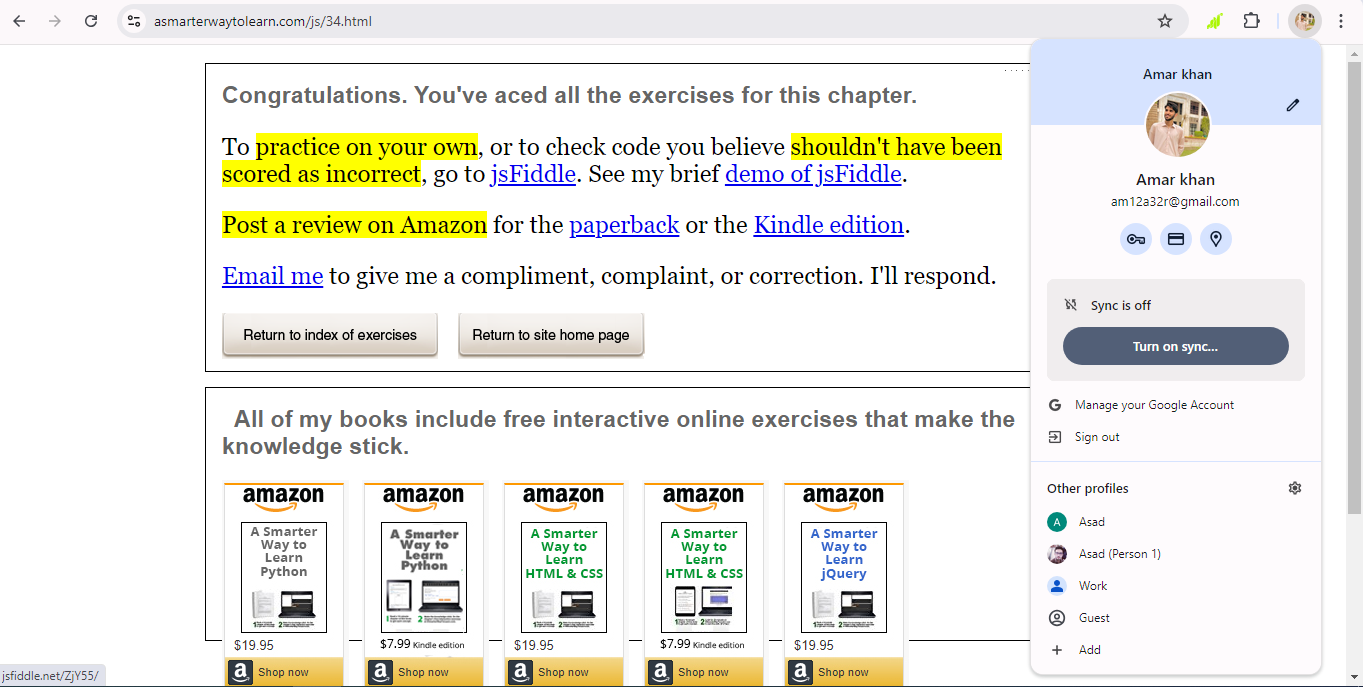 asmarterwaytolearn.com/js/34.html
Congratulations. You've aced all the exercises for this chapter.
To practice on your own, or to check code you believe shouldn't have been
scored as incorrect, go to jsFiddle. See my brief demo of jsFiddle.
Post a review on Amazon for the paperback or the Kindle edition.
Email me to give me a compliment, complaint, or correction. I'll respond.
Return to index of exercises
Return to site home page
All of my books include free interactive online exercises that make the
knowledge stick.
amazon
A Smarter
Way to
Learn
Python
$19.95
Shop now
amazon
A Smarter
Way to
Learn
Python
$7.99 Kindle edition
Shop now
amazon
A Smarter
Way to
Learn
HTML & CSS
$19.95
Shop now
amazon
A Smarter
Way to
Learn
HTML & CSS
$7.99 Kindle edition
Shop now
amazon
A Smarter
Way to
Learn
jQuery
$19.95
Shop now
jsfiddle.net/ZjY55/
Amar khan
Amar khan
am12a32r@gmail.com
Sync is off
Turn on sync...
Manage your Google Account
Sign out
Other profiles
A
Asad
Asad (Person 1)
Work
Guest
Add